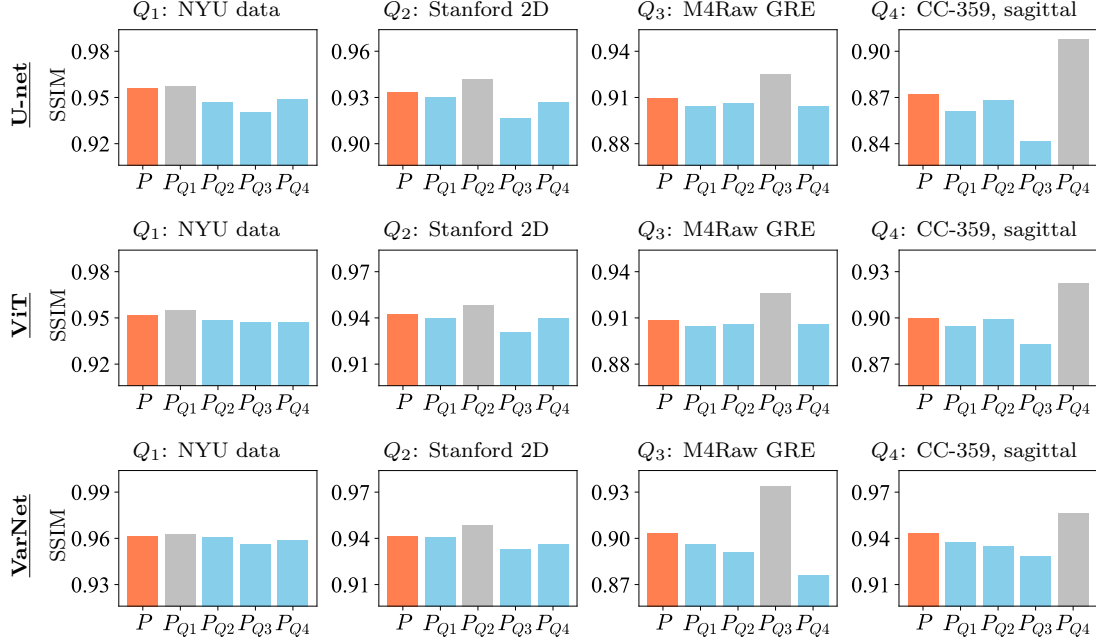 Q1: NYU data Q2: Stanford 2D Q3: M4Raw GRE Q4: CC-359, sagittal
U-net
SSIM
0.98 0.96 0.94 0.90
0.95 0.93 0.91 0.87
0.92 0.90 0.88 0.84
P PQ1 PQ2 PQ3 PQ4 P PQ1 PQ2 PQ3 PQ4 P PQ1 PQ2 PQ3 PQ4 P PQ1 PQ2 PQ3 PQ4
Q1: NYU data Q2: Stanford 2D Q3: M4Raw GRE Q4: CC-359, sagittal
ViT
SSIM
0.98 0.97 0.94 0.93
0.95 0.94 0.91 0.90
0.92 0.91 0.88 0.87
P PQ1 PQ2 PQ3 PQ4 P PQ1 PQ2 PQ3 PQ4 P PQ1 PQ2 PQ3 PQ4 P PQ1 PQ2 PQ3 PQ4
Q1: NYU data Q2: Stanford 2D Q3: M4Raw GRE Q4: CC-359, sagittal
VarNet
SSIM
0.99 0.97 0.93 0.97
0.96 0.94 0.90 0.94
0.93 0.91 0.87 0.91
P PQ1 PQ2 PQ3 PQ4 P PQ1 PQ2 PQ3 PQ4 P PQ1 PQ2 PQ3 PQ4 P PQ1 PQ2 PQ3 PQ4